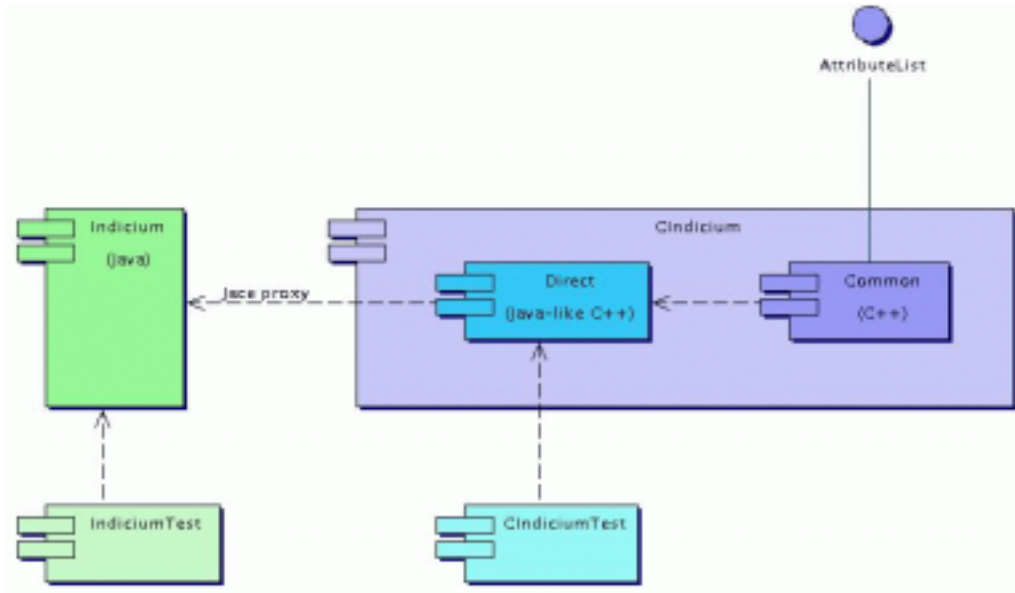 AttributeList
Indicium
(Java)
CIndicium
Jace proxy
Direct
(Java-like C++)
Common
(C++)
IndiciumTest
CIndiciumTest